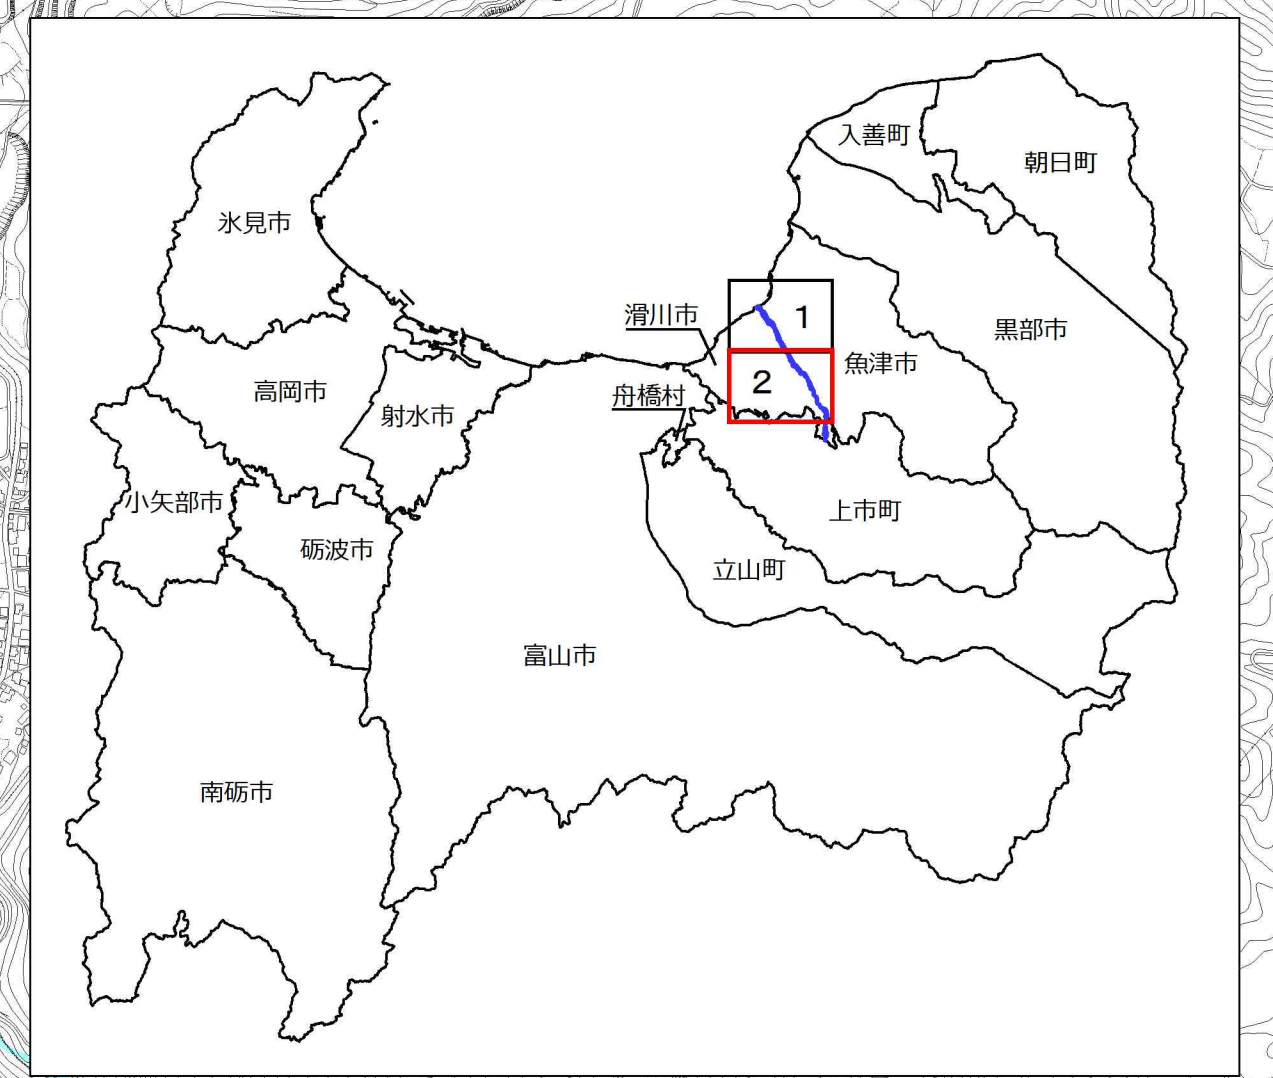 入善町
朝日町
氷見市
滑川市
1
黒部市
魚津市
2
舟橋村
高岡市
射水市
小矢部市
上市町
砺波市
立山町
富山市
南砺市